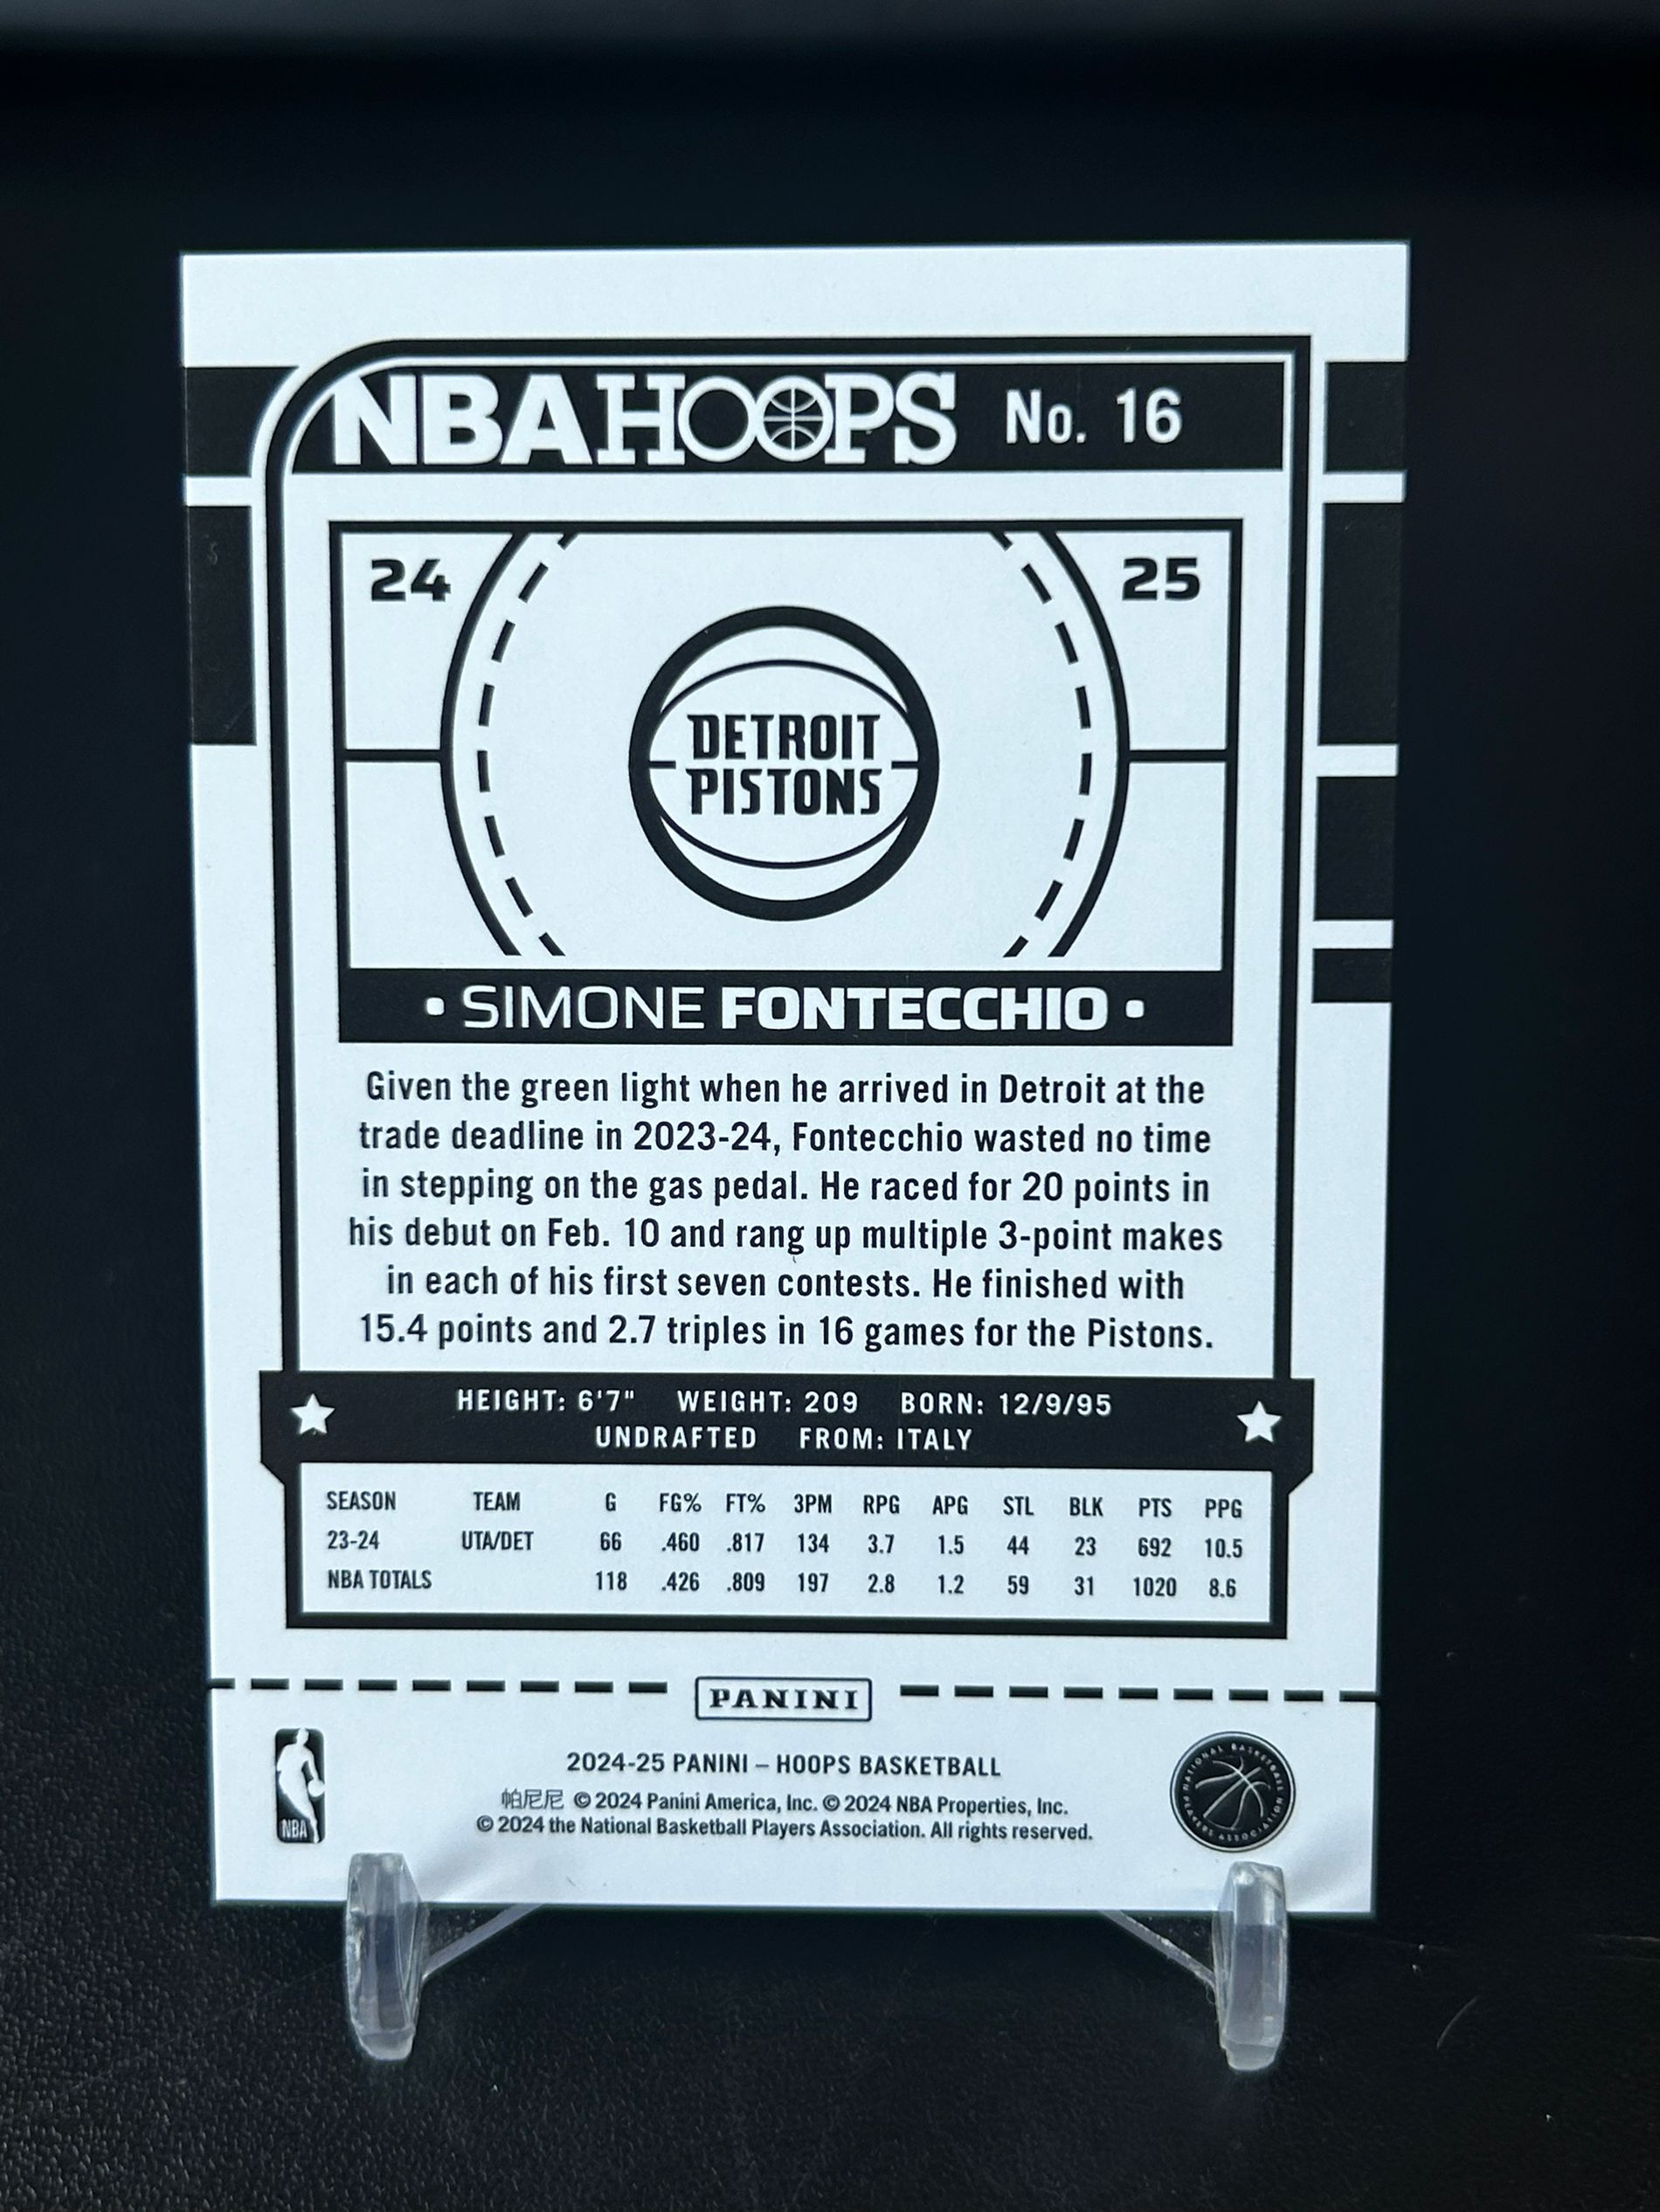 NBA HOOPS No. 16
24 25
DETROIT
PISTONS
• SIMONE FONTECCHIO •
Given the green light when he arrived in Detroit at the
trade deadline in 2023-24, Fontecchio wasted no time
in stepping on the gas pedal. He raced for 20 points in
his debut on Feb. 10 and rang up multiple 3-point makes
in each of his first seven contests. He finished with
15.4 points and 2.7 triples in 16 games for the Pistons.
HEIGHT: 6'7" WEIGHT: 209 BORN: 12/9/95
UNDRAFTED FROM: ITALY
SEASON TEAM G FG% FT% 3PM RPG APG STL BLK PTS PPG
23-24 UTA/DET 66 .460 .817 134 3.7 1.5 44 23 692 10.5
NBA TOTALS 118 .426 .809 197 2.8 1.2 59 31 1020 8.6
PANINI
2024-25 PANINI – HOOPS BASKETBALL
帕尼尼 © 2024 Panini America, Inc. © 2024 NBA Properties, Inc.
© 2024 the National Basketball Players Association. All rights reserved.
NBA
NATIONAL BASKETBALL PLAYERS ASSOCIATION